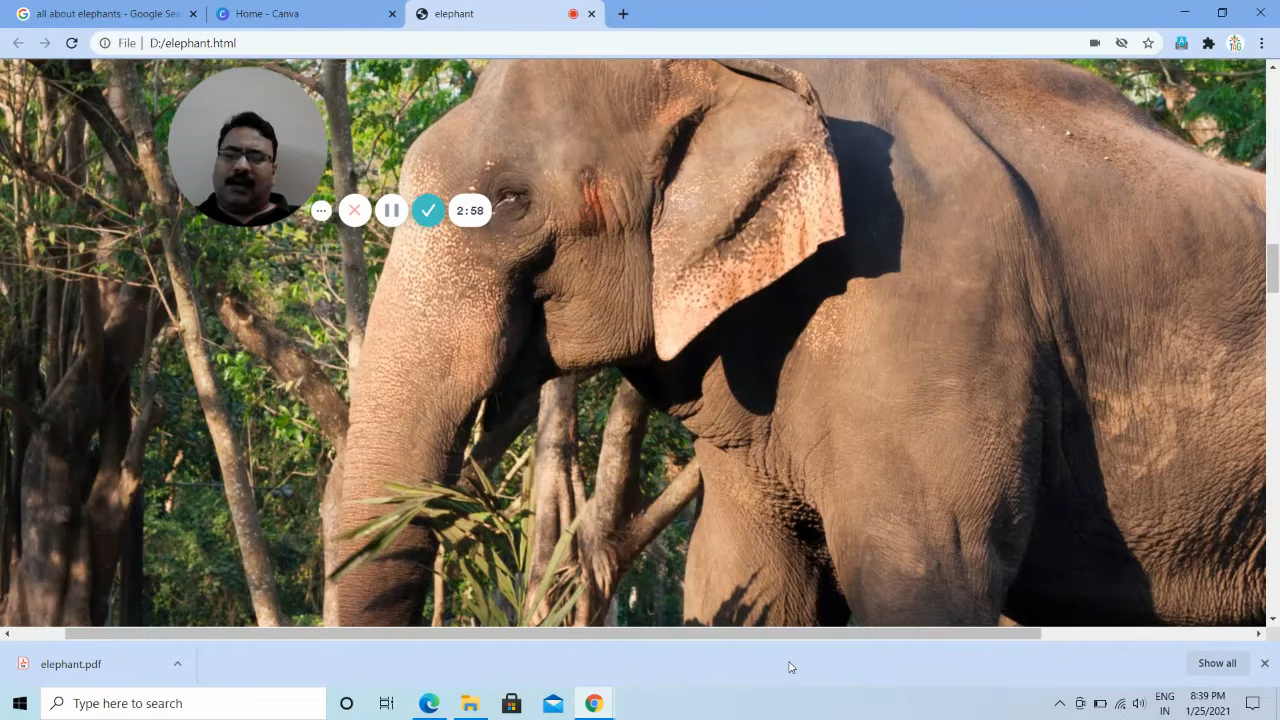 all about elephants - Google Sea
Home - Canva
elephant
File
D:/elephant.html
2:58
elephant.pdf
Show all
Type here to search
ENG
IN
8:39 PM
1/25/2021